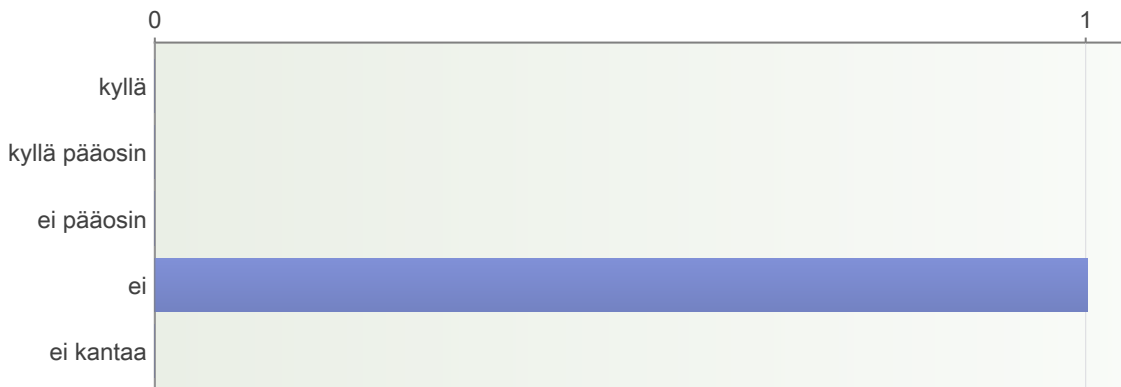 0 1
kyllä
kyllä pääosin
ei pääosin
ei
ei kantaa